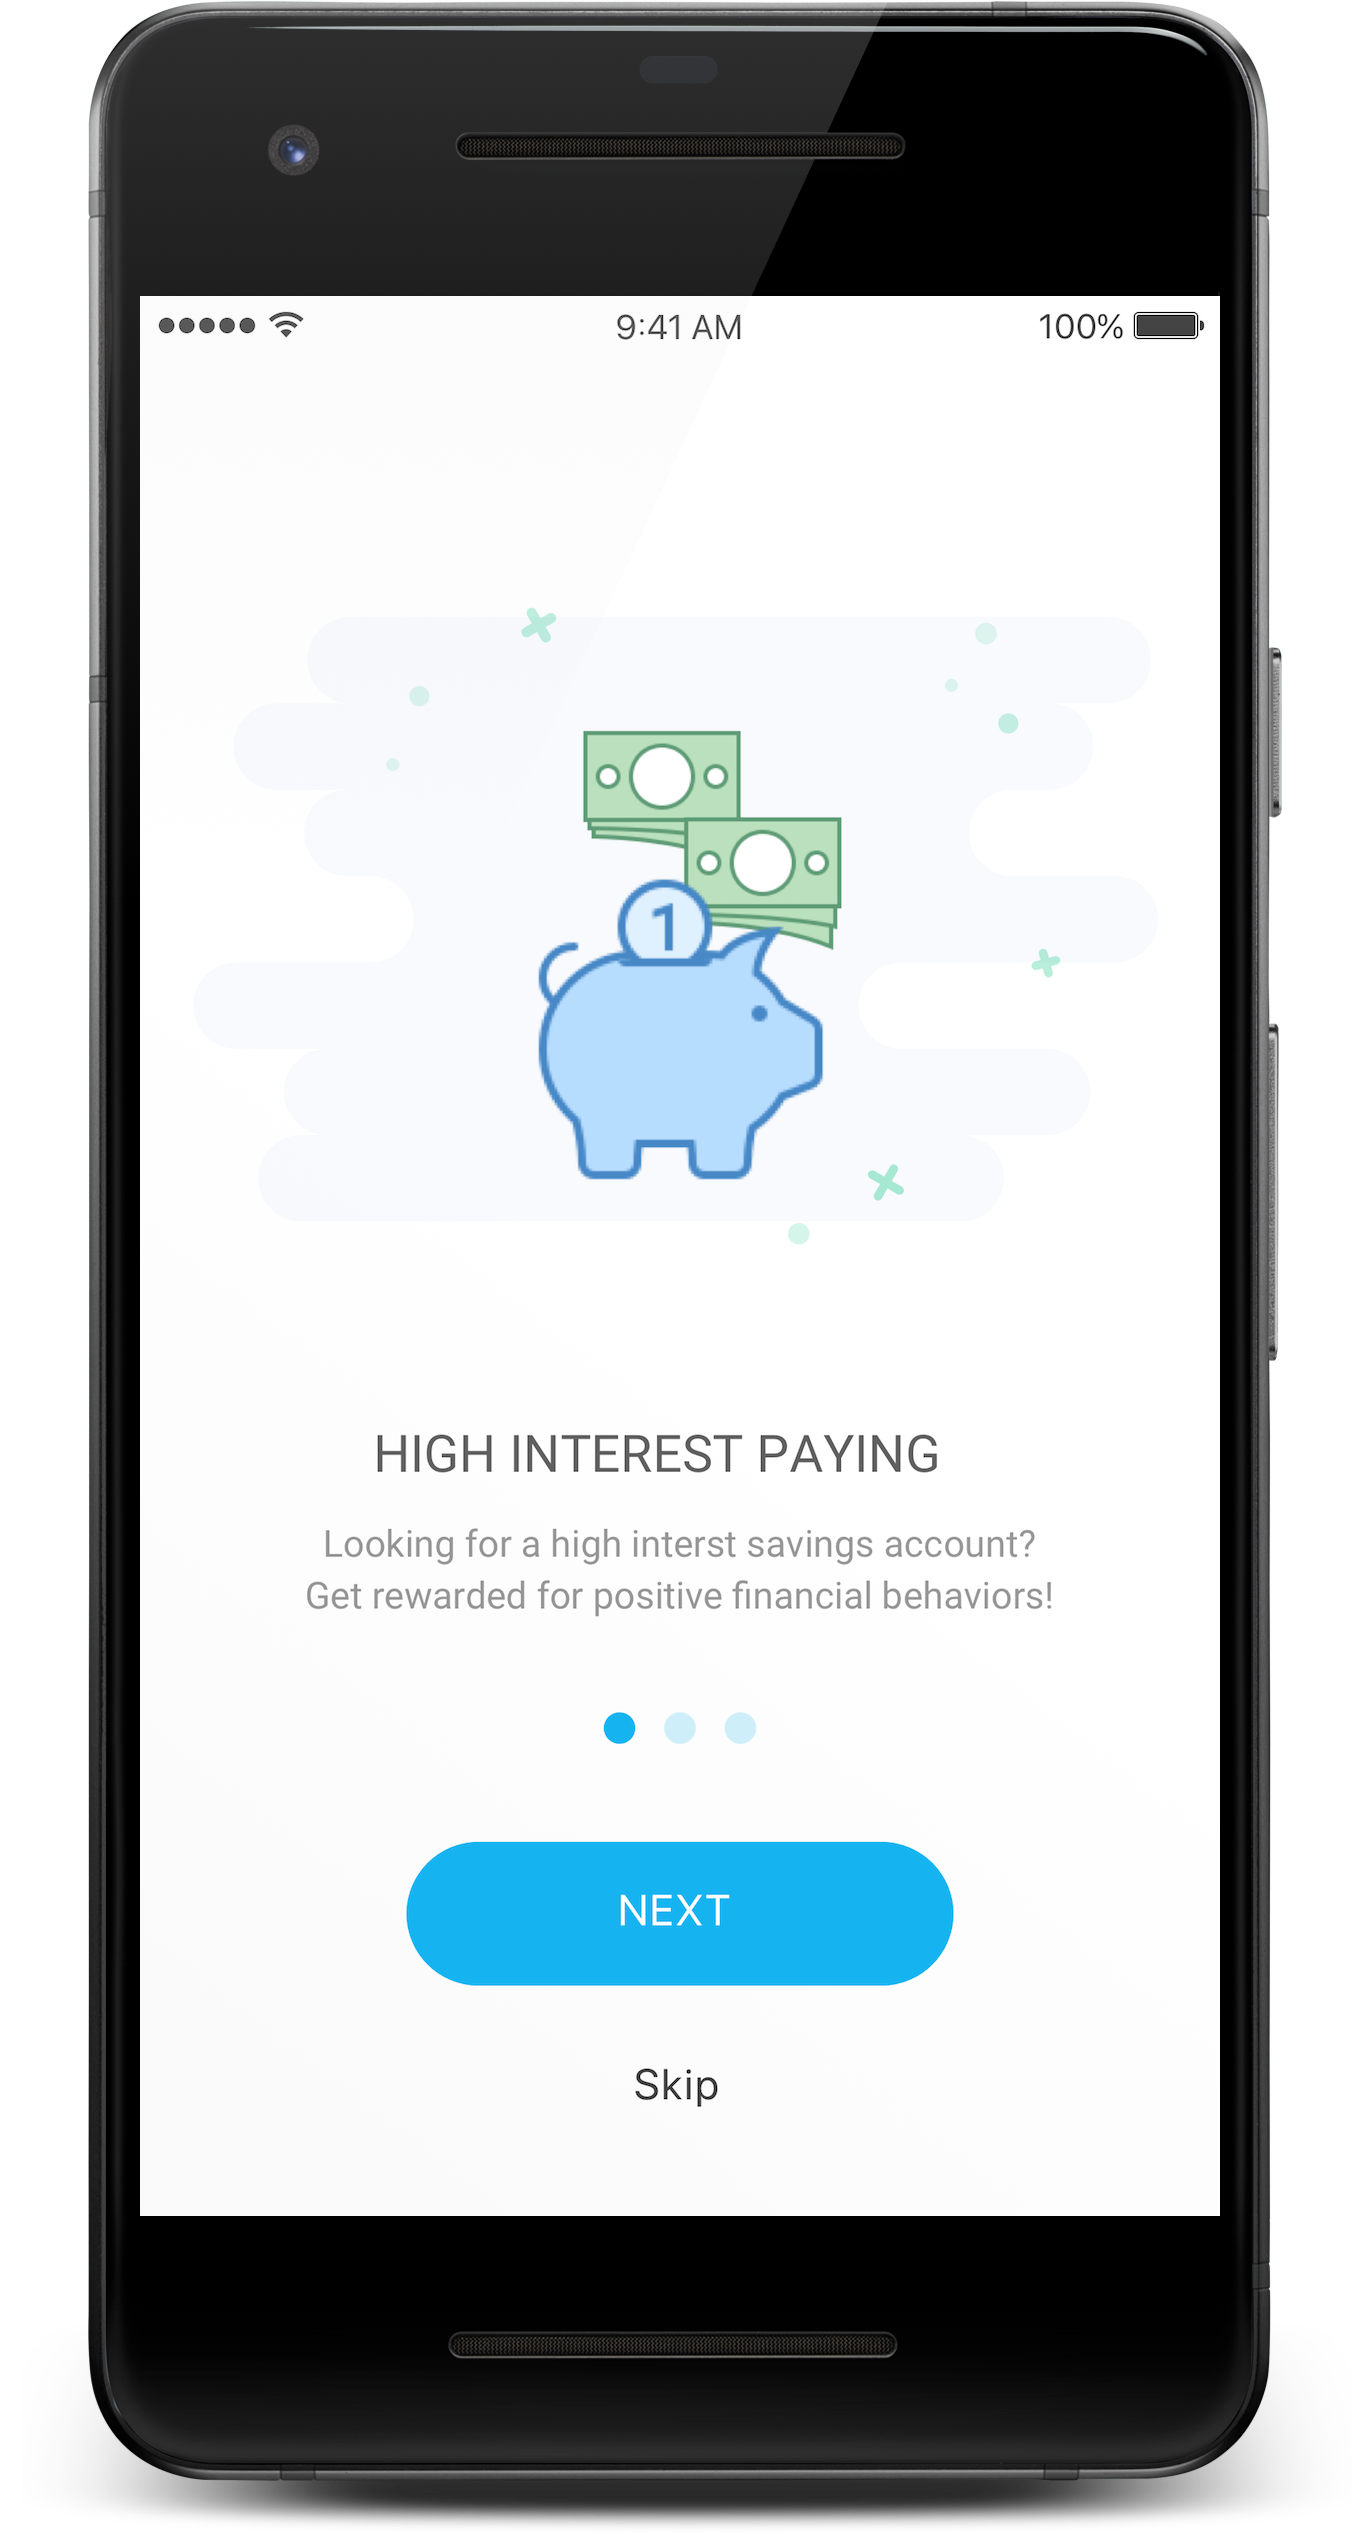 9:41 AM 100%
1
HIGH INTEREST PAYING
Looking for a high interst savings account?
Get rewarded for positive financial behaviors!
NEXT
Skip